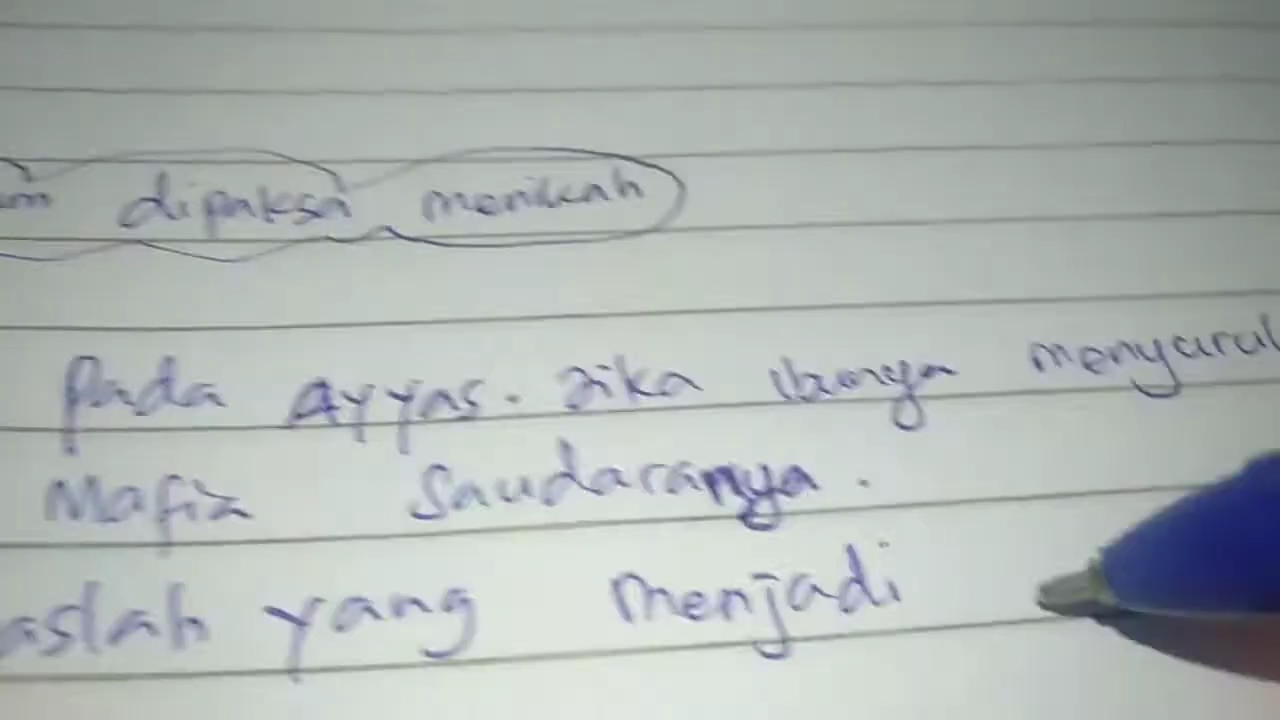 dipaksa menikah
Pada Ayyas. Jika ibunya
Mafia Saudaranya.
yang menjadi